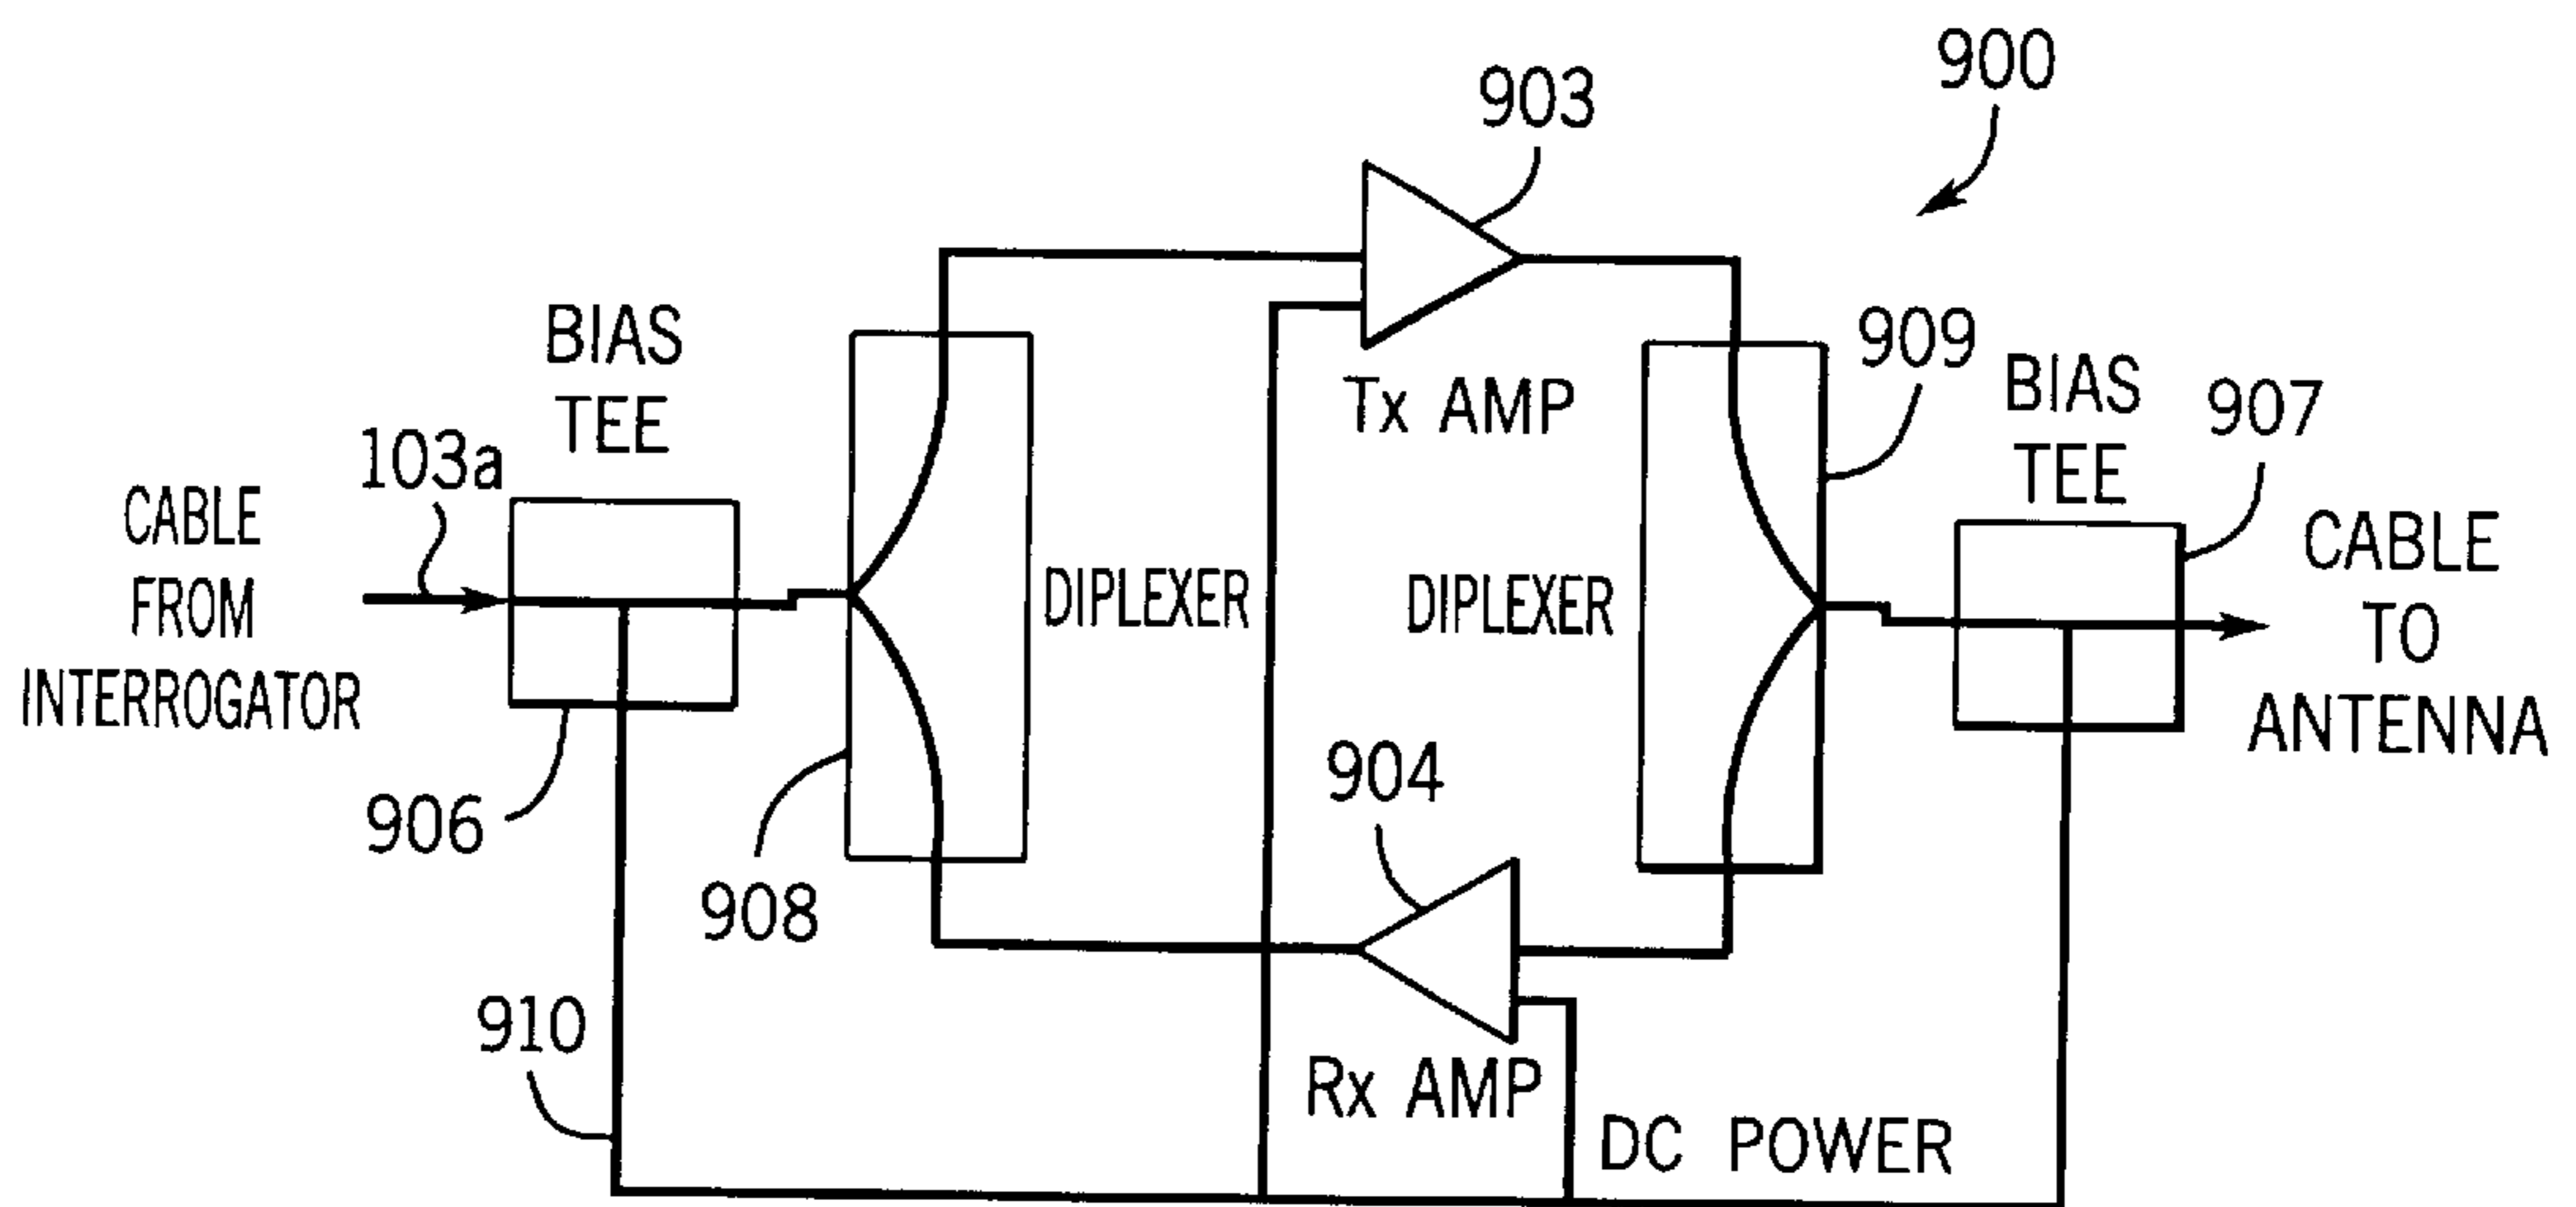 900
903
BIAS
TEE
Tx AMP
909
BIAS
TEE
907
103a
CABLE
FROM
INTERROGATOR
DIPLEXER
DIPLEXER
CABLE
TO
ANTENNA
906
908
904
910
Rx AMP
DC POWER